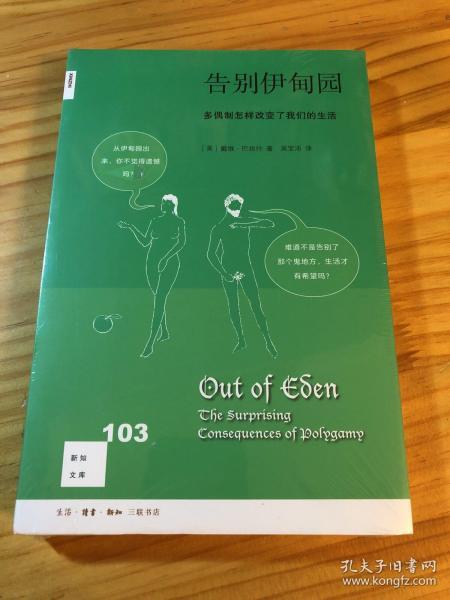 告别伊甸园
多偶制怎样改变了我们的生活
[美] 戴维·巴拉什 著 吴宝沛 译
从伊甸园出
来,你不觉得遗憾
吗?
难道不是告别了
那个鬼地方,生活才
有希望吗?
Out of Eden
The Surprising
Consequences of Polygamy
103
新知
文库
生活·读书·新知 三联书店
孔夫子旧书网
www.kongfz.com